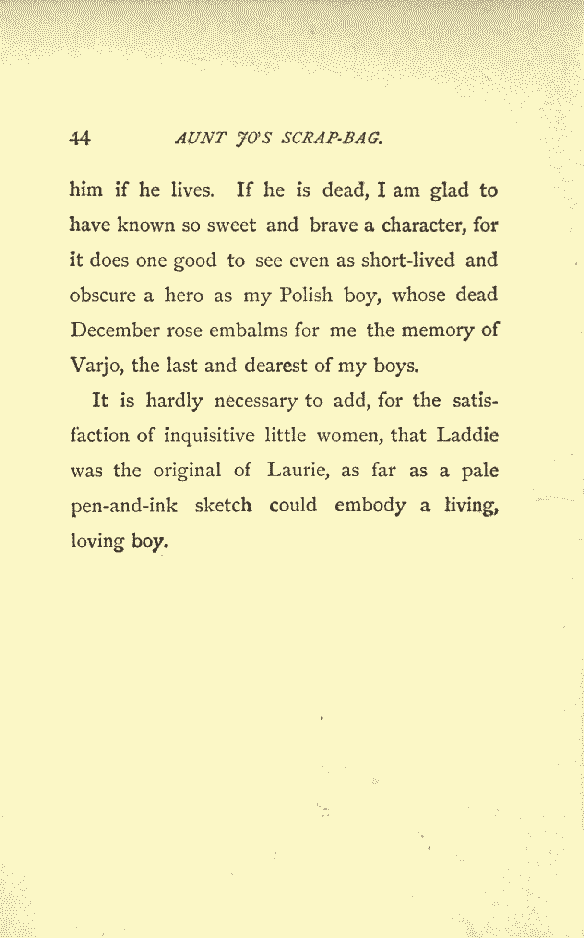 44 AUNT JO'S SCRAP-BAG.
him if he lives. If he is dead, I am glad to
have known so sweet and brave a character, for
it does one good to see even as short-lived and
obscure a hero as my Polish boy, whose dead
December rose embalms for me the memory of
Varjo, the last and dearest of my boys.
It is hardly necessary to add, for the satis-
faction of inquisitive little women, that Laddie
was the original of Laurie, as far as a pale
pen-and-ink sketch could embody a living,
loving boy.